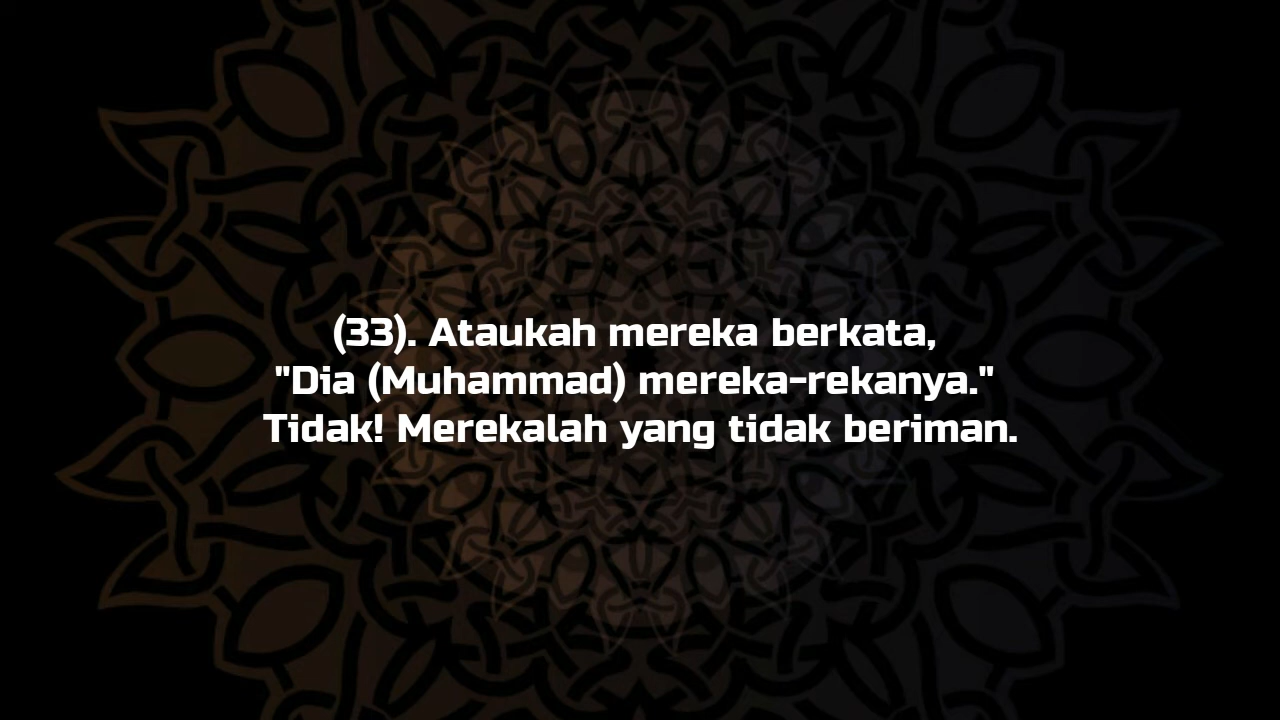 (33). Ataukah mereka berkata,
"Dia (Muhammad) mereka-rekanya."
Tidak! Merekalah yang tidak beriman.